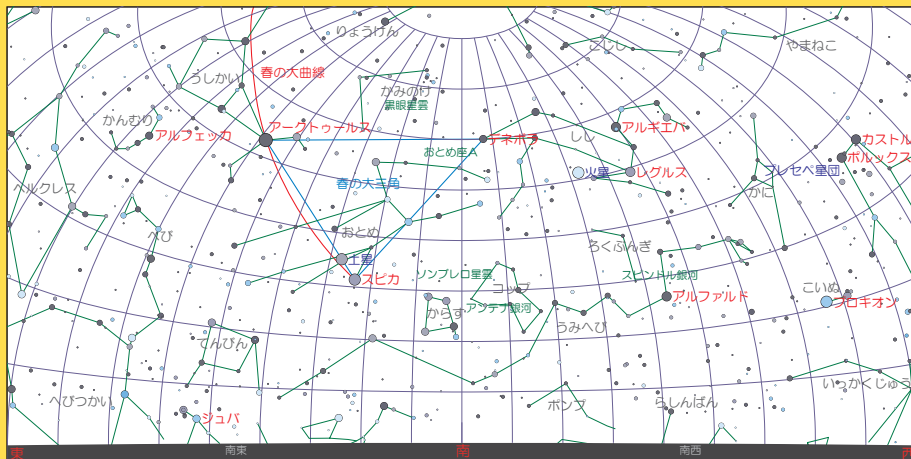 りょうけん
こじし
やまねこ
春の大曲線
うしかい
かみのけ
黒眼星雲
かんむり
アルフェッカ
アークトゥールス
デネボラ
しし
アルギエバ
カストル
ポルックス
おとめ座A
火星
レグルス
プレセペ星団
かに
ヘルクレス
春の大三角
へび
おとめ
ろくぶんぎ
土星
スピカ
ソンブレロ星雲
スピンドル銀河
コップ
アルファルド
こいぬ
プロキオン
からす
アンテナ銀河
うみへび
てんびん
いっかくじゅう
へびつかい
ジュバ
ポンプ
らしんばん
東
南東
南
南西
西